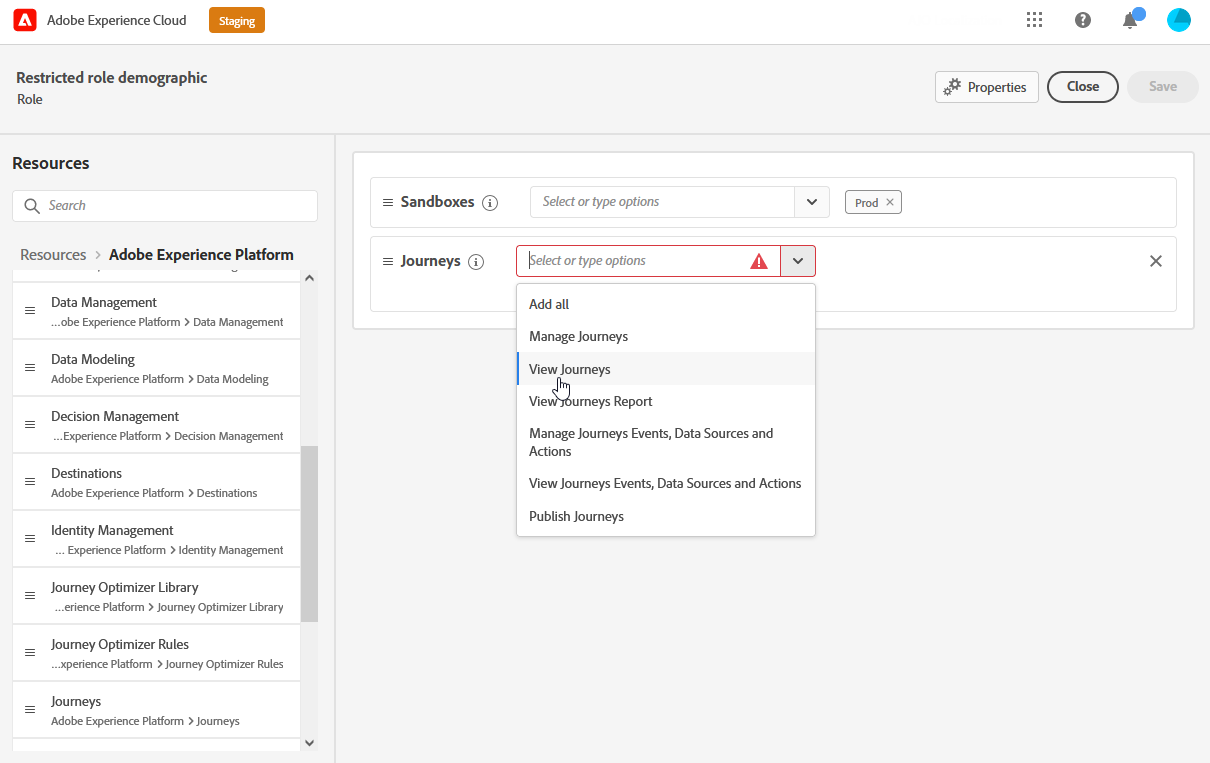 Adobe Experience Cloud
Staging
Restricted role demographic
Role
Properties
Close
Save
Resources
Search
Resources > Adobe Experience Platform
Data Management
...obe Experience Platform > Data Management
Data Modeling
Adobe Experience Platform > Data Modeling
Decision Management
...Experience Platform > Decision Management
Destinations
Adobe Experience Platform > Destinations
Identity Management
... Experience Platform > Identity Management
Journey Optimizer Library
...erience Platform > Journey Optimizer Library
Journey Optimizer Rules
...xperience Platform > Journey Optimizer Rules
Journeys
Adobe Experience Platform > Journeys
Sandboxes
Select or type options
Prod
Journeys
Select or type options
Add all
Manage Journeys
View Journeys
View Journeys Report
Manage Journeys Events, Data Sources and
Actions
View Journeys Events, Data Sources and Actions
Publish Journeys